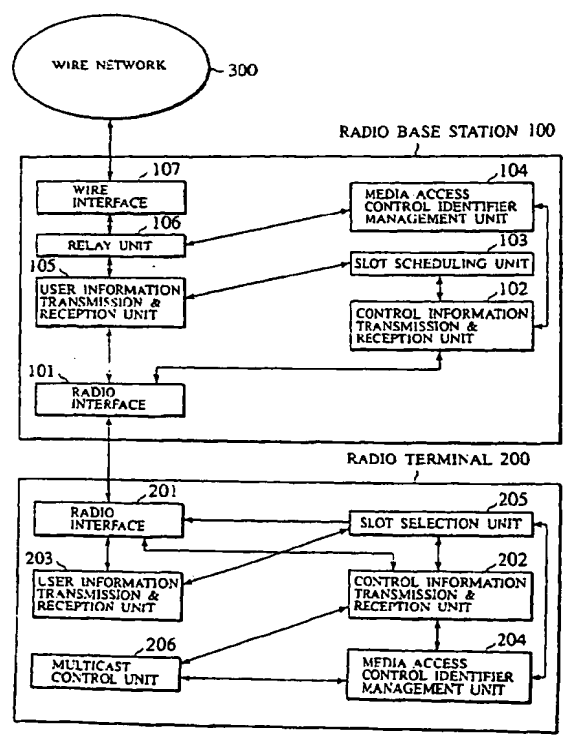 WIRE NETWORK
300
RADIO BASE STATION 100
107
WIRE
INTERFACE
104
MEDIA ACCESS
CONTROL IDENTIFIER
MANAGEMENT UNIT
106
RELAY UNIT
103
SLOT SCHEDULING UNIT
105
USER INFORMATION
TRANSMISSION &
RECEPTION UNIT
102
CONTROL INFORMATION
TRANSMISSION &
RECEPTION UNIT
101
RADIO
INTERFACE
RADIO TERMINAL 200
201
RADIO
INTERFACE
205
SLOT SELECTION UNIT
203
USER INFORMATION
TRANSMISSION &
RECEPTION UNIT
202
CONTROL INFORMATION
TRANSMISSION &
RECEPTION UNIT
206
MULTICAST
CONTROL UNIT
204
MEDIA ACCESS
CONTROL IDENTIFIER
MANAGEMENT UNIT